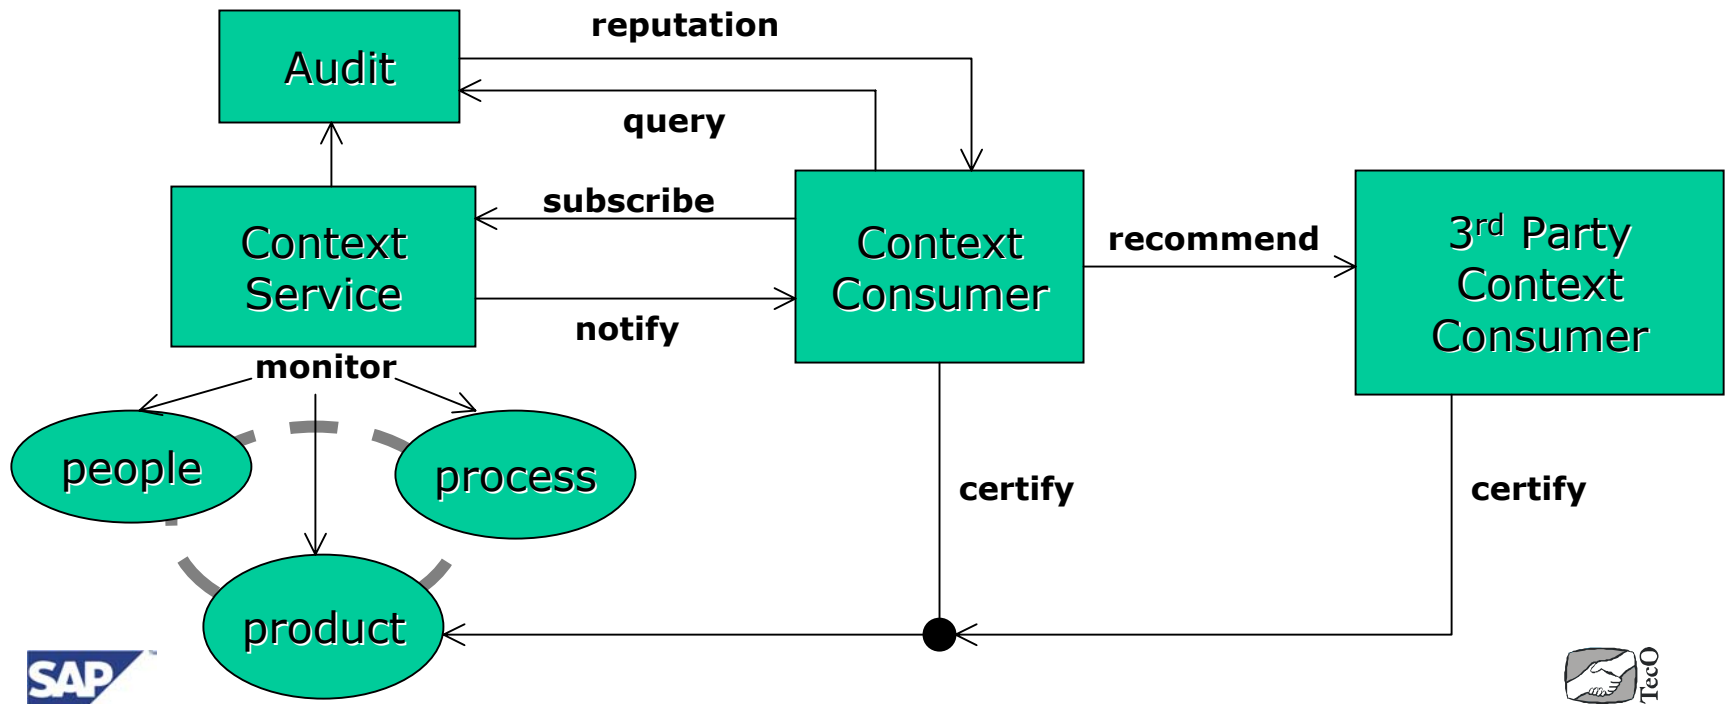 reputation
Audit
query
subscribe
Context
Service
Context
Consumer
recommend
3rd Party
Context
Consumer
notify
monitor
people
process
certify
certify
product
SAP
TecO